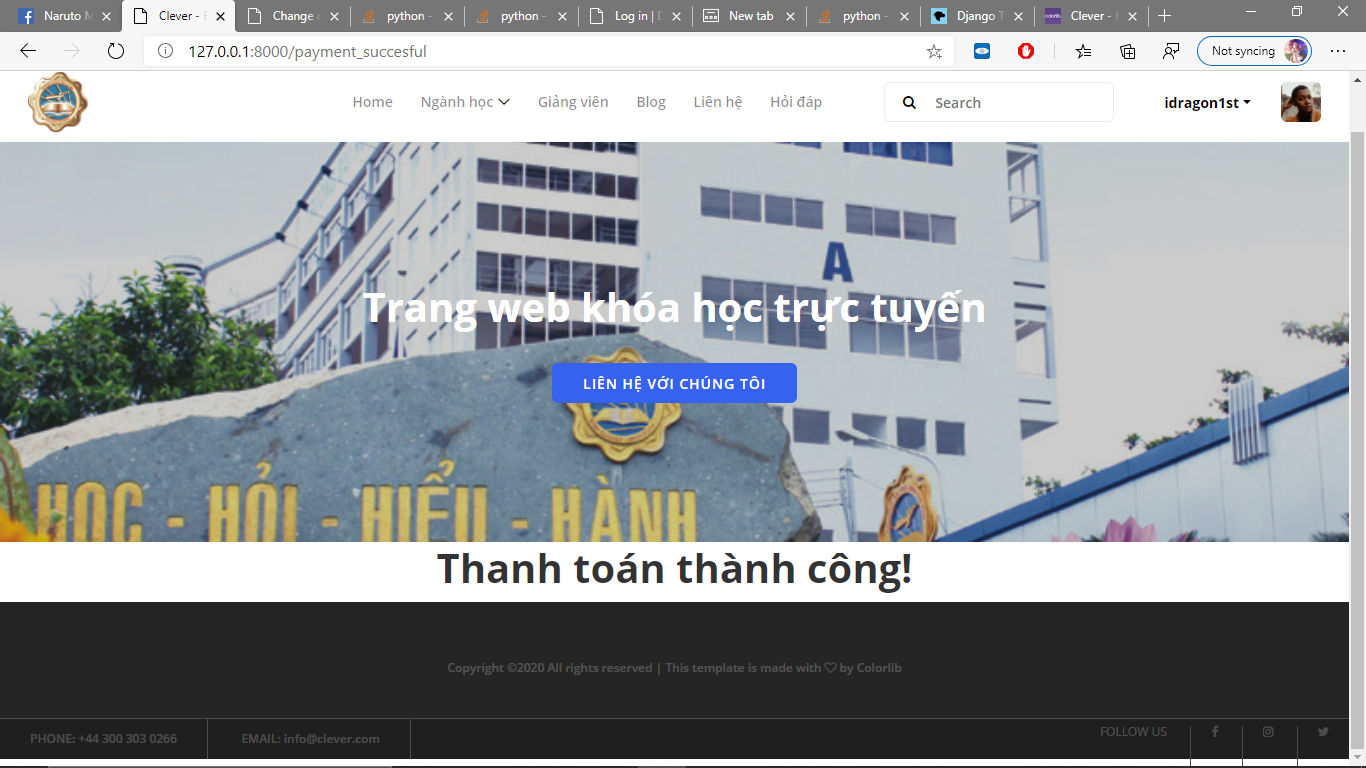 Naruto M
Clever - E
Change
python -
python -
Log in | D
New tab
python -
Django T
Clever -
127.0.0.1:8000/payment_succesful
Not syncing
Home
Ngành học
Giảng viên
Blog
Liên hệ
Hỏi đáp
Search
idragon1st
A
Trang web khóa học trực tuyến
LIÊN HỆ VỚI CHÚNG TÔI
HỌC - HỎI - HIỂU - HÀNH
Thanh toán thành công!
Copyright ©2020 All rights reserved | This template is made with ♡ by Colorlib
PHONE: +44 300 303 0266
EMAIL: info@clever.com
FOLLOW US